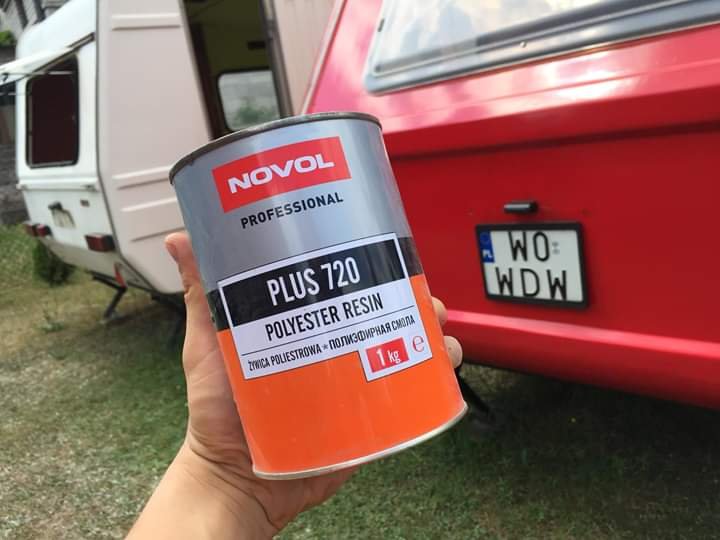 NOVOL
PROFESSIONAL
PLUS 720
POLYESTER RESIN
ŻYWICA POLIESTROWA * ПОЛИЭФИРНАЯ СМОЛА
1 kg e
PL
WO
WDW